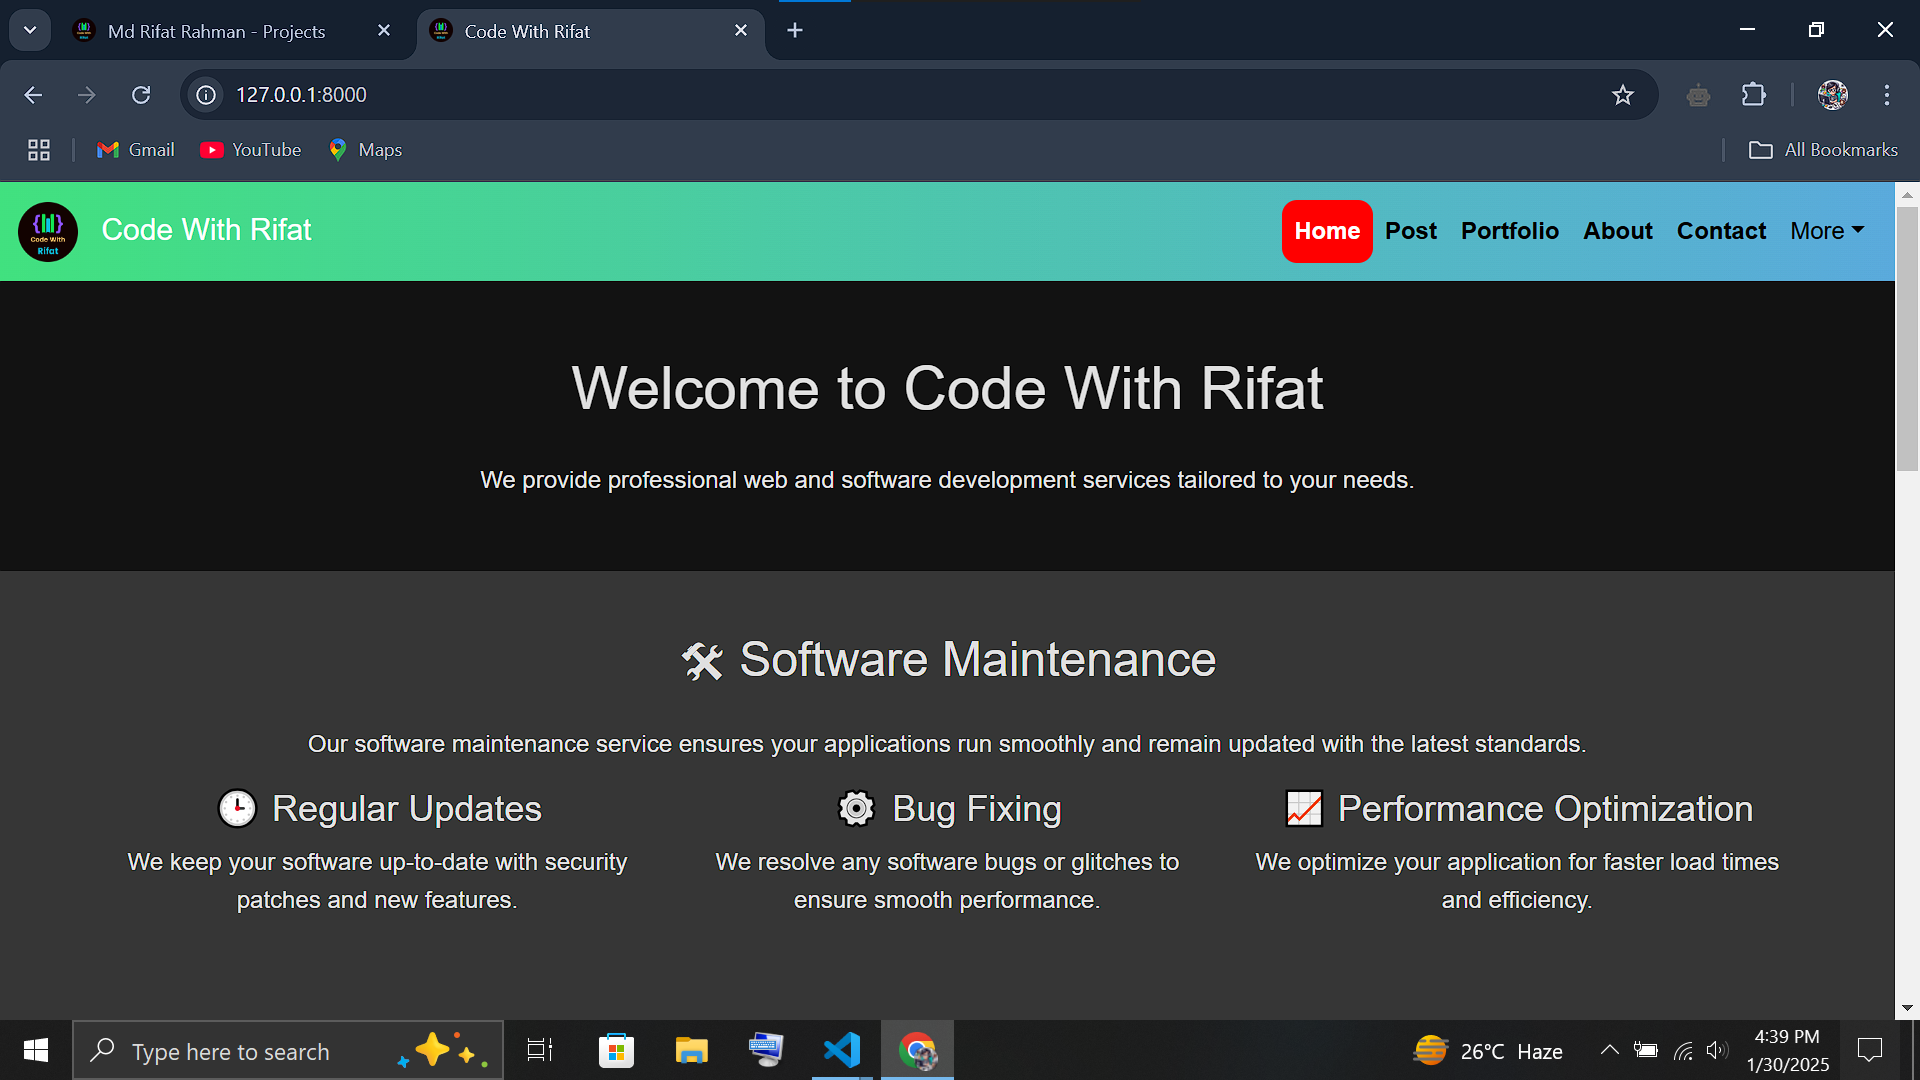 Md Rifat Rahman - Projects
Code With Rifat
127.0.0.1:8000
Gmail
YouTube
Maps
All Bookmarks
{}
Code With
Rifat
Code With Rifat
Home
Post
Portfolio
About
Contact
More
Welcome to Code With Rifat
We provide professional web and software development services tailored to your needs.
🛠 Software Maintenance
Our software maintenance service ensures your applications run smoothly and remain updated with the latest standards.
Regular Updates
We keep your software up-to-date with security
patches and new features.
Bug Fixing
We resolve any software bugs or glitches to
ensure smooth performance.
Performance Optimization
We optimize your application for faster load times
and efficiency.
Type here to search
26°C Haze
4:39 PM
1/30/2025